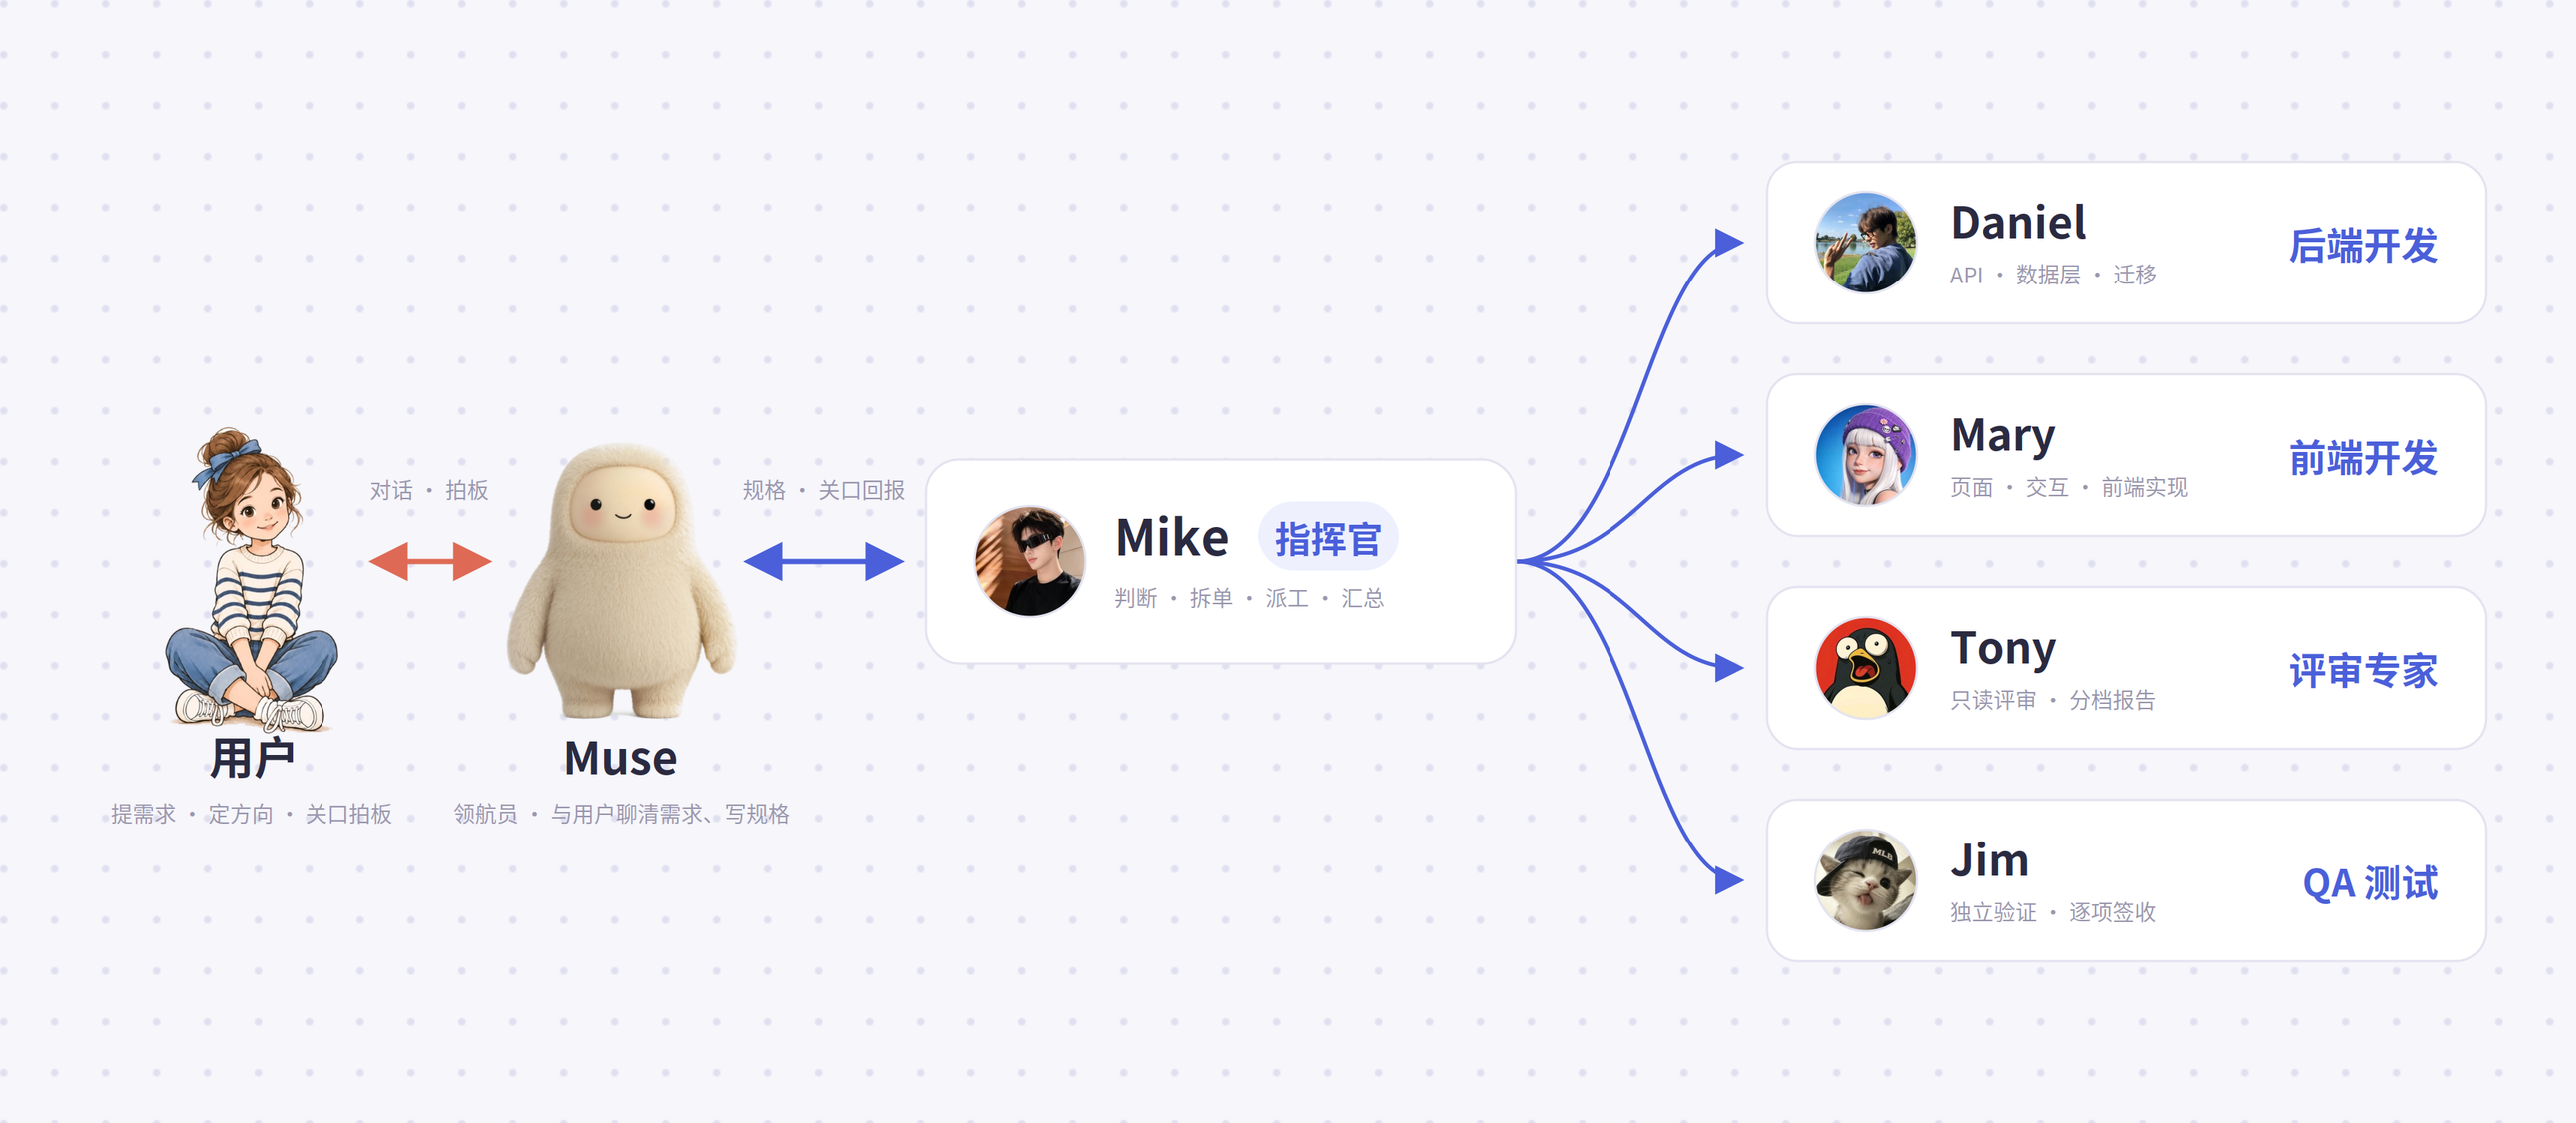 用户
提需求 · 定方向 · 关口拍板
对话 · 拍板
Muse
领航员 · 与用户聊清需求、写规格
规格 · 关口回报
Mike
指挥官
判断 · 拆单 · 派工 · 汇总
Daniel
API · 数据层 · 迁移
后端开发
Mary
页面 · 交互 · 前端实现
前端开发
Tony
只读评审 · 分档报告
评审专家
MLB
Jim
独立验证 · 逐项签收
QA 测试